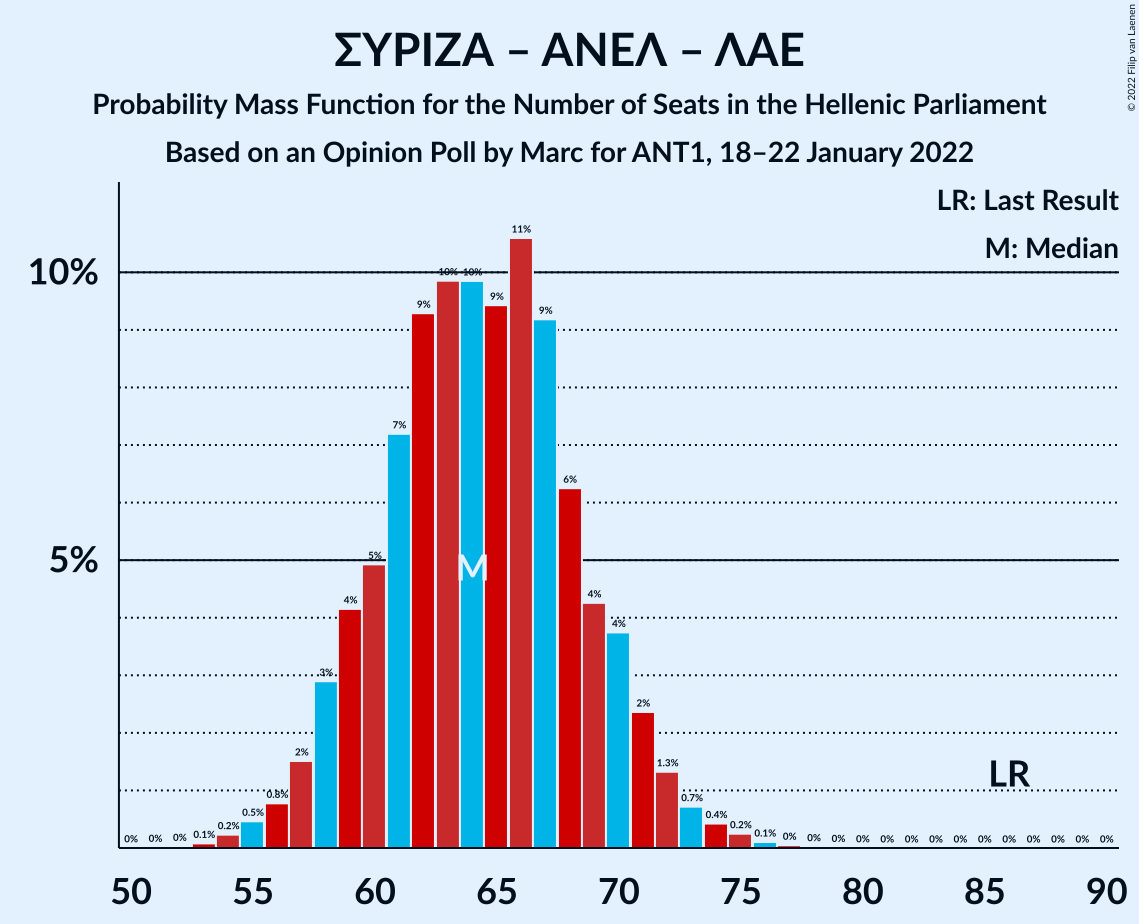 ΣΥΡΙΖΑ – ΑΝΕΛ – ΛΑΕ
Probability Mass Function for the Number of Seats in the Hellenic Parliament
Based on an Opinion Poll by Marc for ANT1, 18–22 January 2022
© 2022 Filip van Laenen
LR: Last Result
M: Median
10%
5%
0% 0% 0% 0.1% 0.2% 0.5% 0.8% 2% 3% 4% 5% 7% 9% 10% 10% 9% 11% 9% 6% 4% 4% 2% 1.3% 0.7% 0.4% 0.2% 0.1% 0% 0% 0% 0% 0% 0% 0% 0% 0% 0% 0% 0% 0% 0%
M
LR
50 55 60 65 70 75 80 85 90